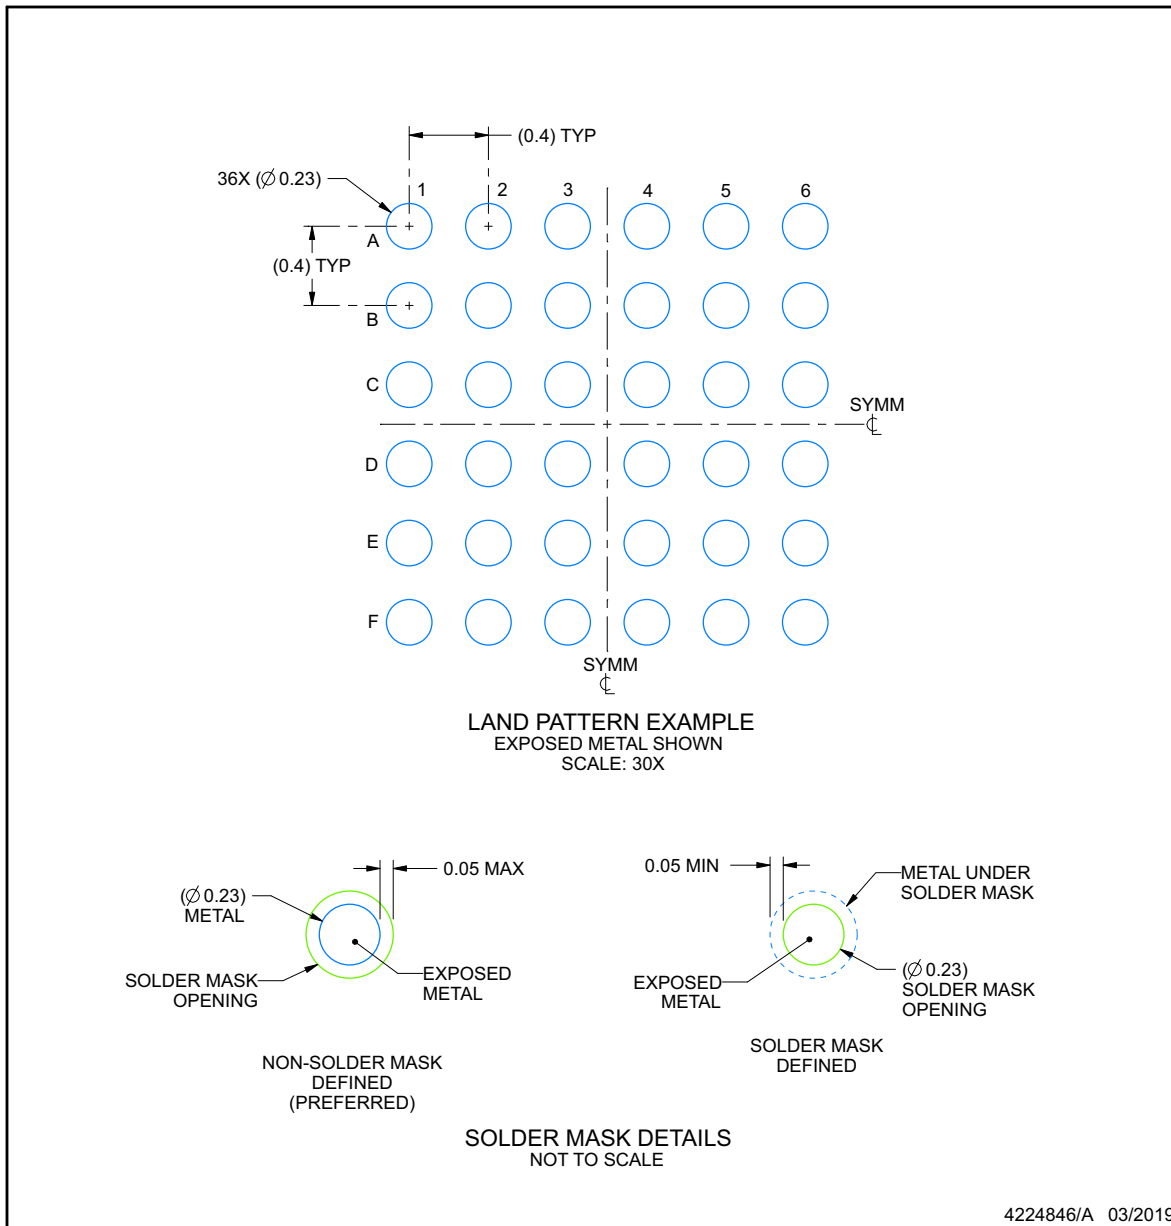 (0.4) TYP
36X (∅ 0.23)
1 2 3 4 5 6
A
(0.4) TYP
B
C
SYMM
℄
D
E
F
SYMM
℄
LAND PATTERN EXAMPLE
EXPOSED METAL SHOWN
SCALE: 30X
0.05 MAX
(∅ 0.23)
METAL
SOLDER MASK
OPENING
EXPOSED
METAL
NON-SOLDER MASK
DEFINED
(PREFERRED)
0.05 MIN
METAL UNDER
SOLDER MASK
EXPOSED
METAL
(∅ 0.23)
SOLDER MASK
OPENING
SOLDER MASK
DEFINED
SOLDER MASK DETAILS
NOT TO SCALE
4224846/A 03/2019